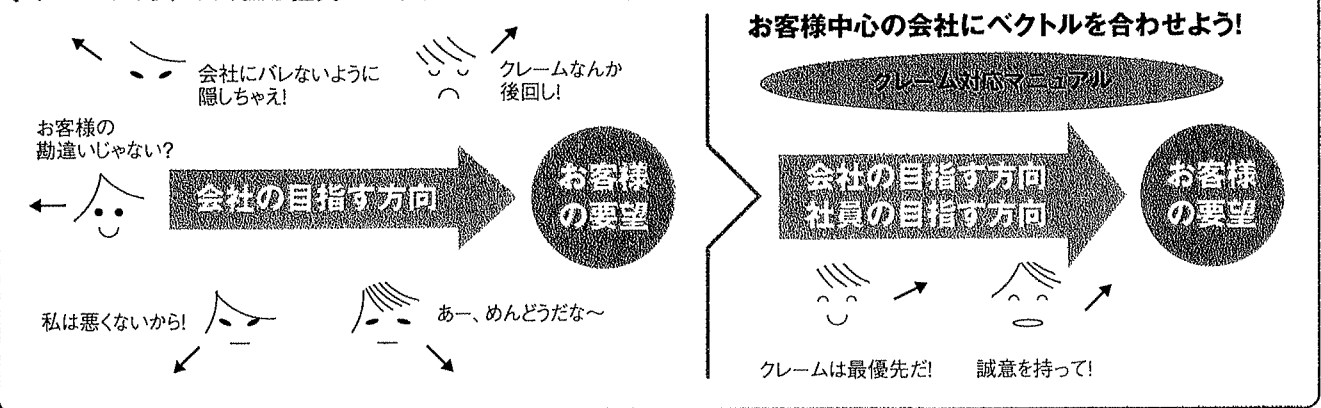 会社にバレないように
隠しちゃえ!
クレームなんか
後回し!
お客様の
勘違いじゃない?
会社の目指す方向
お客様
の要望
私は悪くないから!
あー、めんどうだな〜
お客様中心の会社にベクトルを合わせよう!
クレーム対応マニュアル
会社の目指す方向
社員の目指す方向
お客様
の要望
クレームは最優先だ!
誠意を持って!